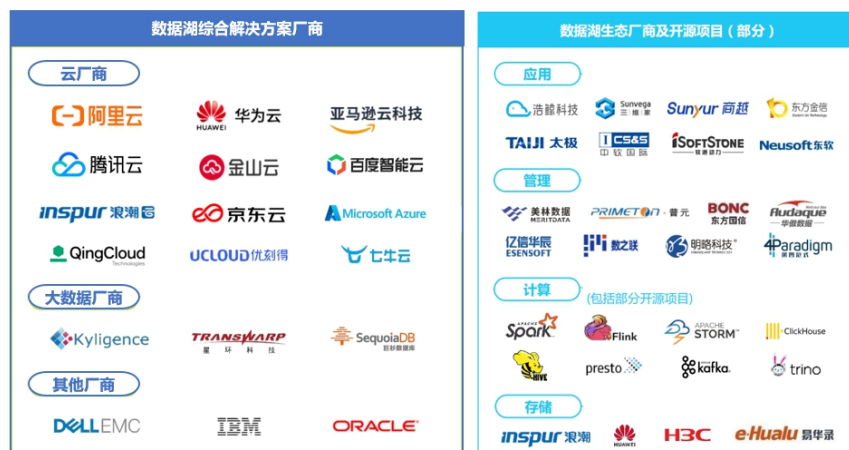 数据湖综合解决方案厂商
云厂商
阿里云 HUAWEI 华为云 亚马逊云科技
腾讯云 金山云 百度智能云
inspur 浪潮云 京东云 Microsoft Azure
QingCloud Technologies UCLOUD优刻得 七牛云
大数据厂商
Kyligence TRANSWARP 星环科技 SequoiaDB 巨杉数据库
其他厂商
DELLEMC IBM ORACLE
数据湖生态厂商及开源项目（部分）
应用
浩鲸科技 Sunvega 三维家 Sunyur 商越 东方金信
TAIJI 太极 CS&S 中软国际 iSOFTSTONE 软通动力 Neusoft 东软
管理
美林数据 MERITDATA PRIMETON·普元 BONC 东方国信 Audaque 华傲数据
亿信华辰 ESENSOFT 数之联 明略科技 4Paradigm 第四范式
计算
(包括部分开源项目)
APACHE Spark Flink APACHE STORM ClickHouse
HIVE presto kafka trino
存储
inspur 浪潮 HUAWEI H3C e-Hualu 易华录